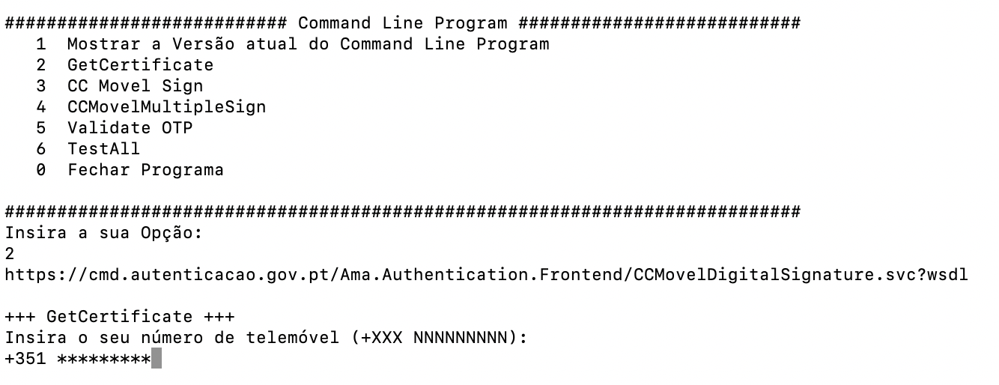 ########################### Command Line Program ###########################
   1  Mostrar a Versão atual do Command Line Program
   2  GetCertificate
   3  CC Movel Sign
   4  CCMovelMultipleSign
   5  Validate OTP
   6  TestAll
   0  Fechar Programa
############################################################################
Insira a sua Opção:
2
https://cmd.autenticacao.gov.pt/Ama.Authentication.Frontend/CCMovelDigitalSignature.svc?wsdl
+++ GetCertificate +++
Insira o seu número de telemóvel (+XXX NNNNNNNNN):
+351 *********